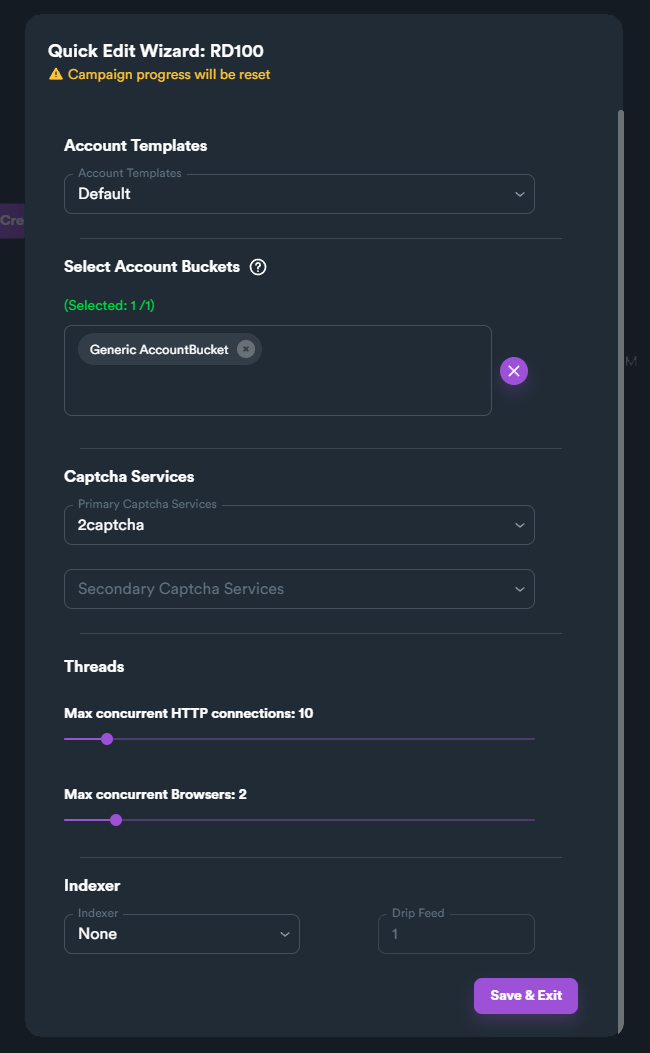 Quick Edit Wizard: RD100
Campaign progress will be reset
Account Templates
Account Templates
Default
Cre
Select Account Buckets ?
(Selected: 1 /1)
Generic AccountBucket
M
Captcha Services
Primary Captcha Services
2captcha
Secondary Captcha Services
Threads
Max concurrent HTTP connections: 10
Max concurrent Browsers: 2
Indexer
Indexer
None
Drip Feed
1
Save & Exit